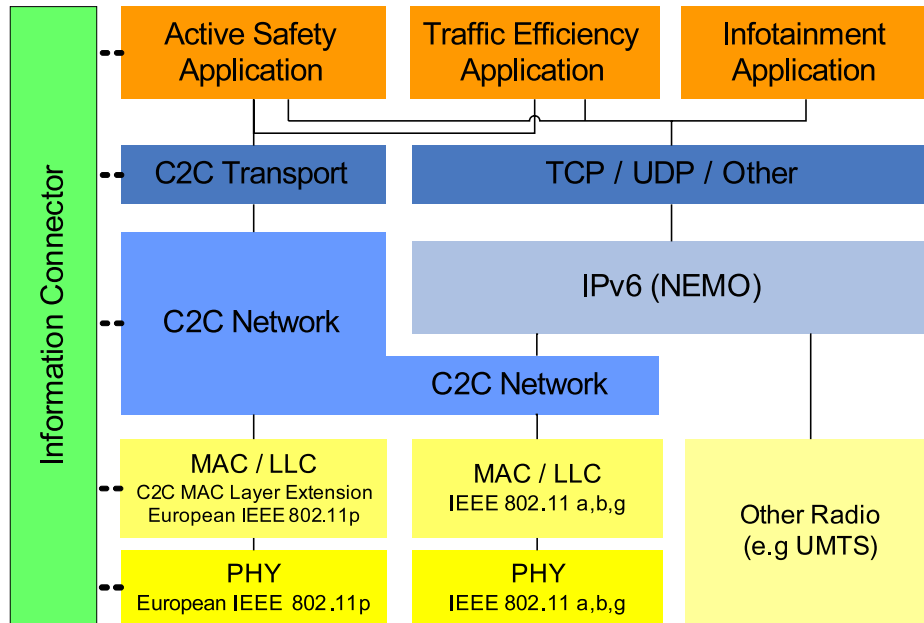 Information Connector
Active Safety
Application
Traffic Efficiency
Application
Infotainment
Application
C2C Transport
TCP / UDP / Other
C2C Network
IPv6 (NEMO)
C2C Network
MAC / LLC
C2C MAC Layer Extension
European IEEE 802.11p
MAC / LLC
IEEE 802.11 a,b,g
Other Radio
(e.g UMTS)
PHY
European IEEE 802.11p
PHY
IEEE 802.11 a,b,g